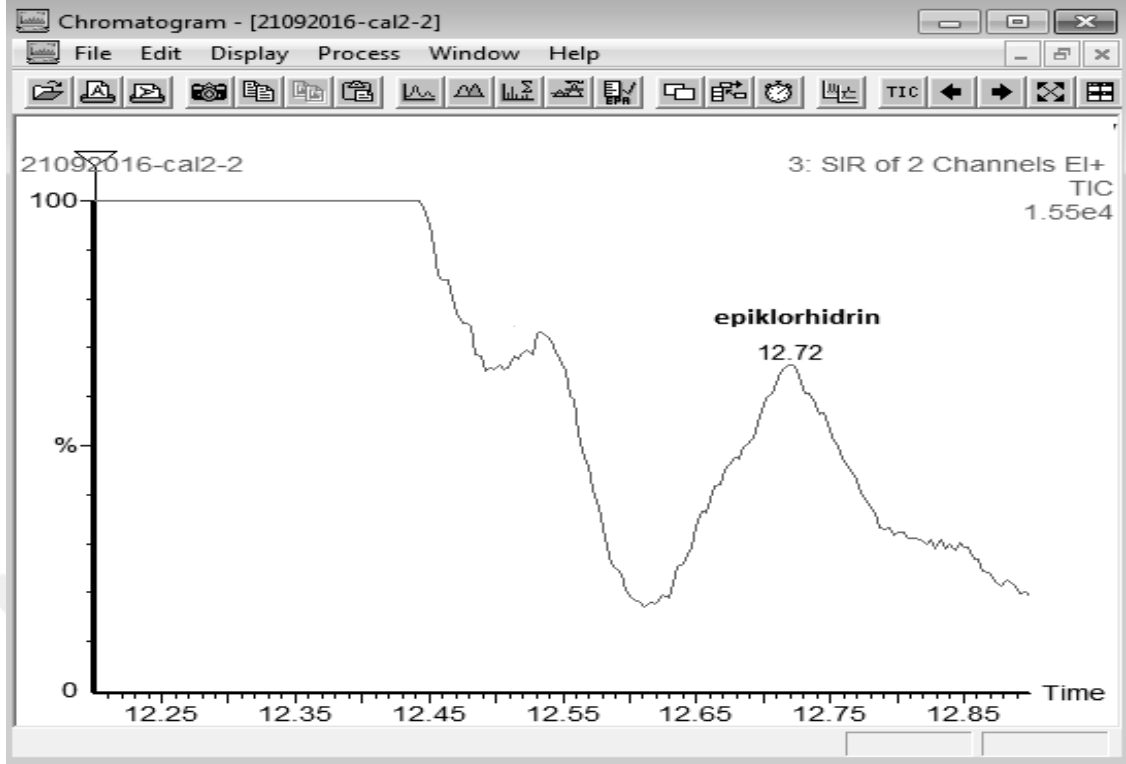 Chromatogram - [21092016-cal2-2]
File Edit Display Process Window Help
EPR TIC
21092016-cal2-2
3: SIR of 2 Channels EI+
TIC
1.55e4
100
%
0
epiklorhidrin
12.72
12.25 12.35 12.45 12.55 12.65 12.75 12.85
Time